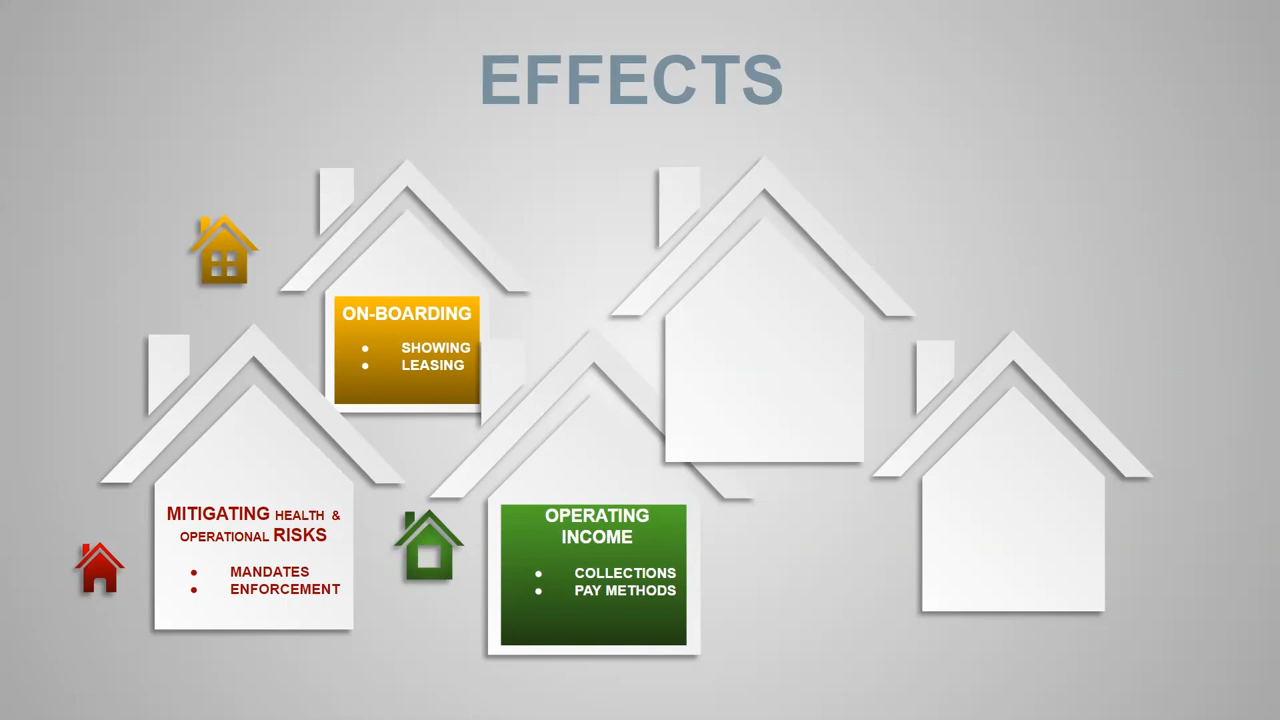 EFFECTS
ON-BOARDING
● SHOWING
● LEASING
MITIGATING HEALTH &
OPERATIONAL RISKS
● MANDATES
● ENFORCEMENT
OPERATING
INCOME
● COLLECTIONS
● PAY METHODS